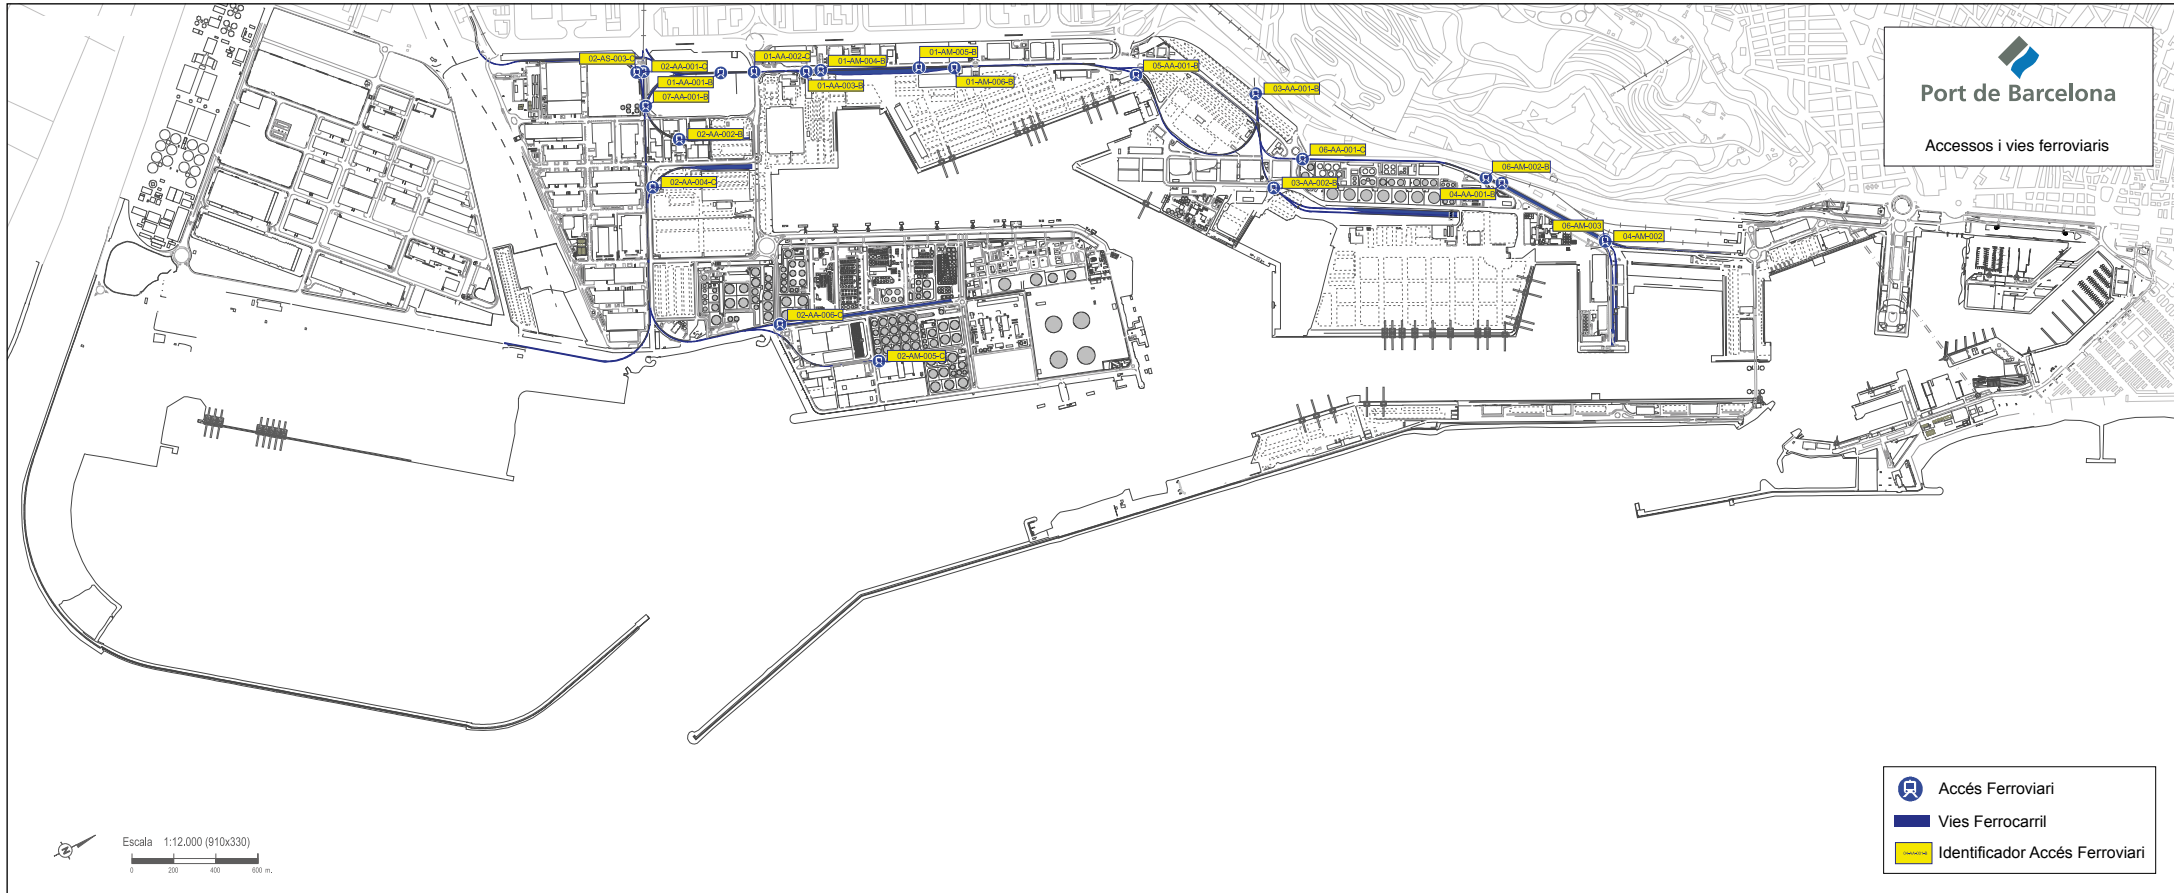 Port de Barcelona
Accessos i vies ferroviaris
02-AS-003-C
02-AA-001-C
01-AA-001-B
07-AA-001-B
02-AA-002-B
02-AA-004-C
01-AA-002-C
01-AM-004-B
01-AA-003-B
01-AM-005-B
01-AM-006-B
05-AA-001-B
03-AA-001-B
06-AA-001-C
03-AA-002-B
06-AM-002-B
04-AA-001-B
06-AM-003
04-AM-002
02-AA-006-C
02-AM-005-C
Accés Ferroviari
Vies Ferrocarril
Identificador Accés Ferroviari
Escala 1:12.000 (910x330)
0 200 400 600 m.
N